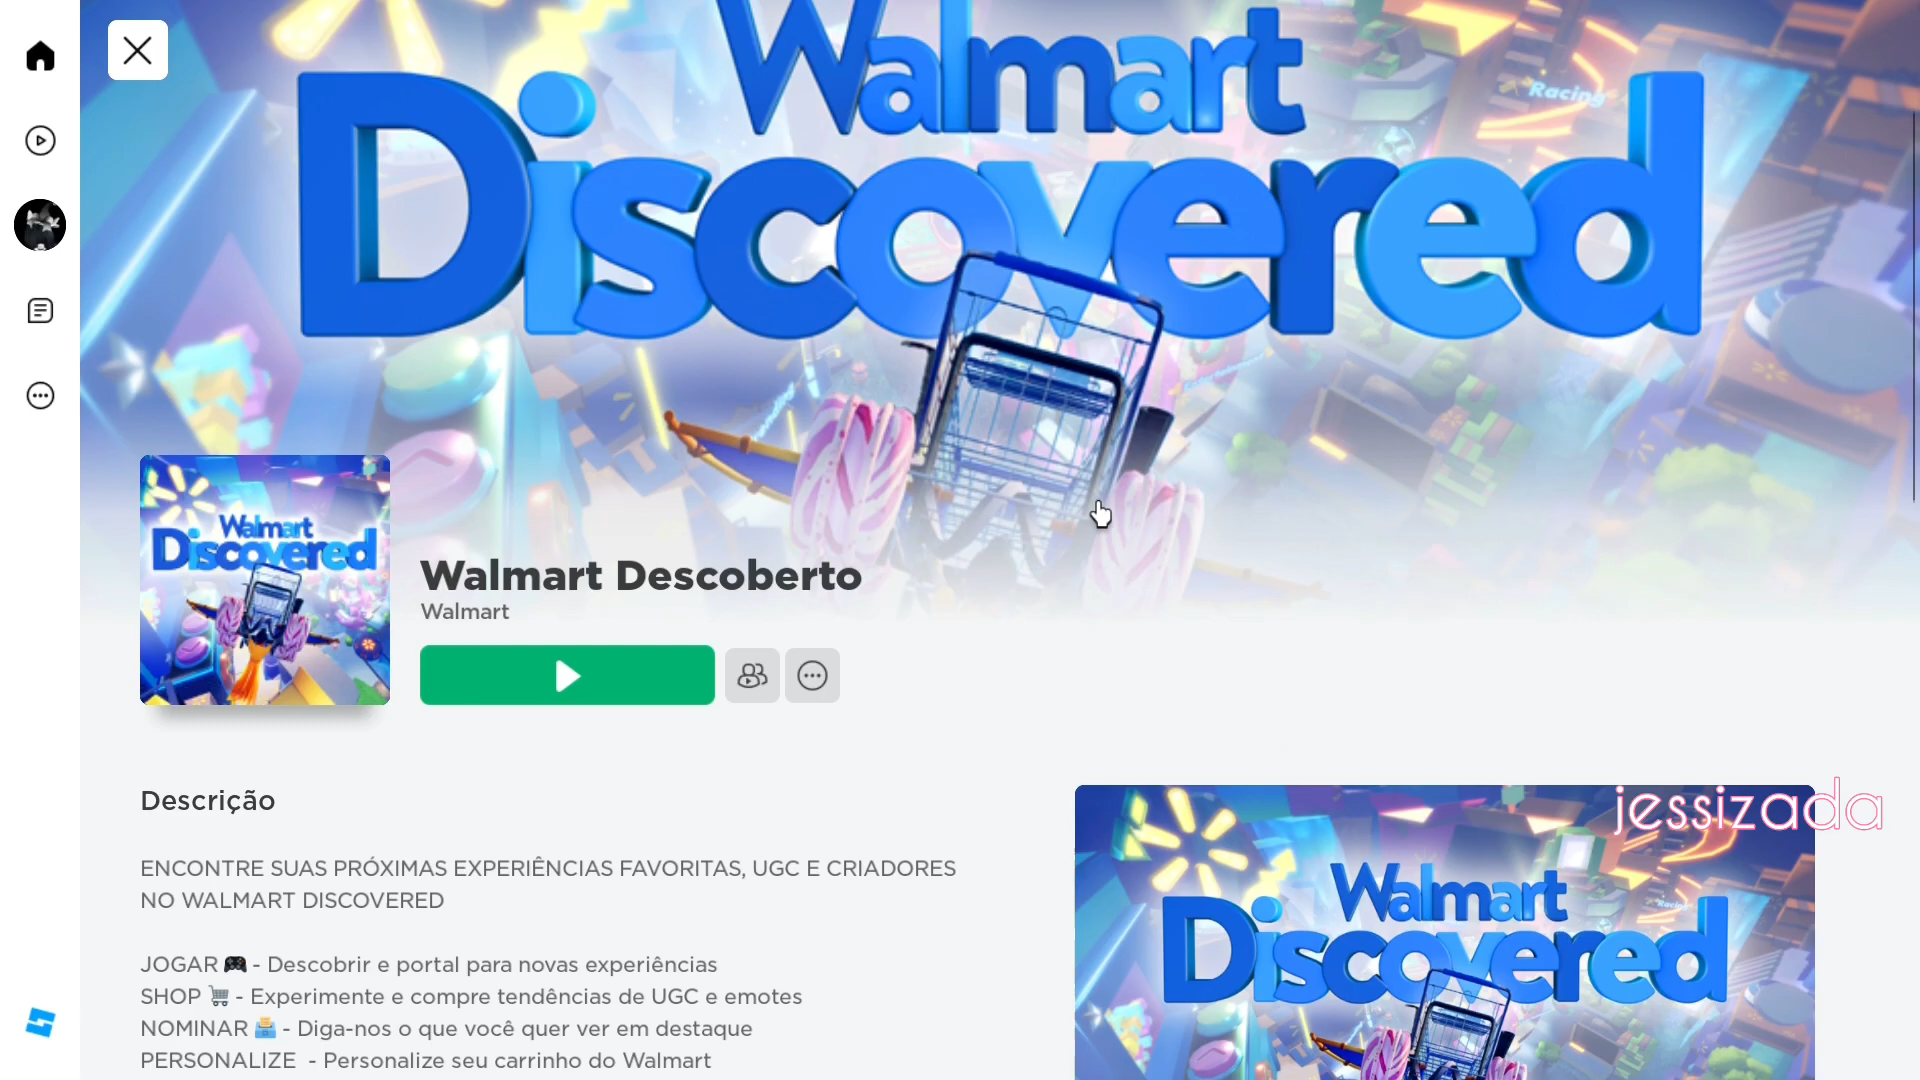 Walmart
Discovered
Racing
Walmart
Discovered
Walmart Descoberto
Walmart
Descrição
jessizada
ENCONTRE SUAS PRÓXIMAS EXPERIÊNCIAS FAVORITAS, UGC E CRIADORES
NO WALMART DISCOVERED
JOGAR 🎮 - Descobrir e portal para novas experiências
SHOP 🛒 - Experimente e compre tendências de UGC e emotes
NOMINAR 🗳️ - Diga-nos o que você quer ver em destaque
PERSONALIZE - Personalize seu carrinho do Walmart
Walmart
Discovered